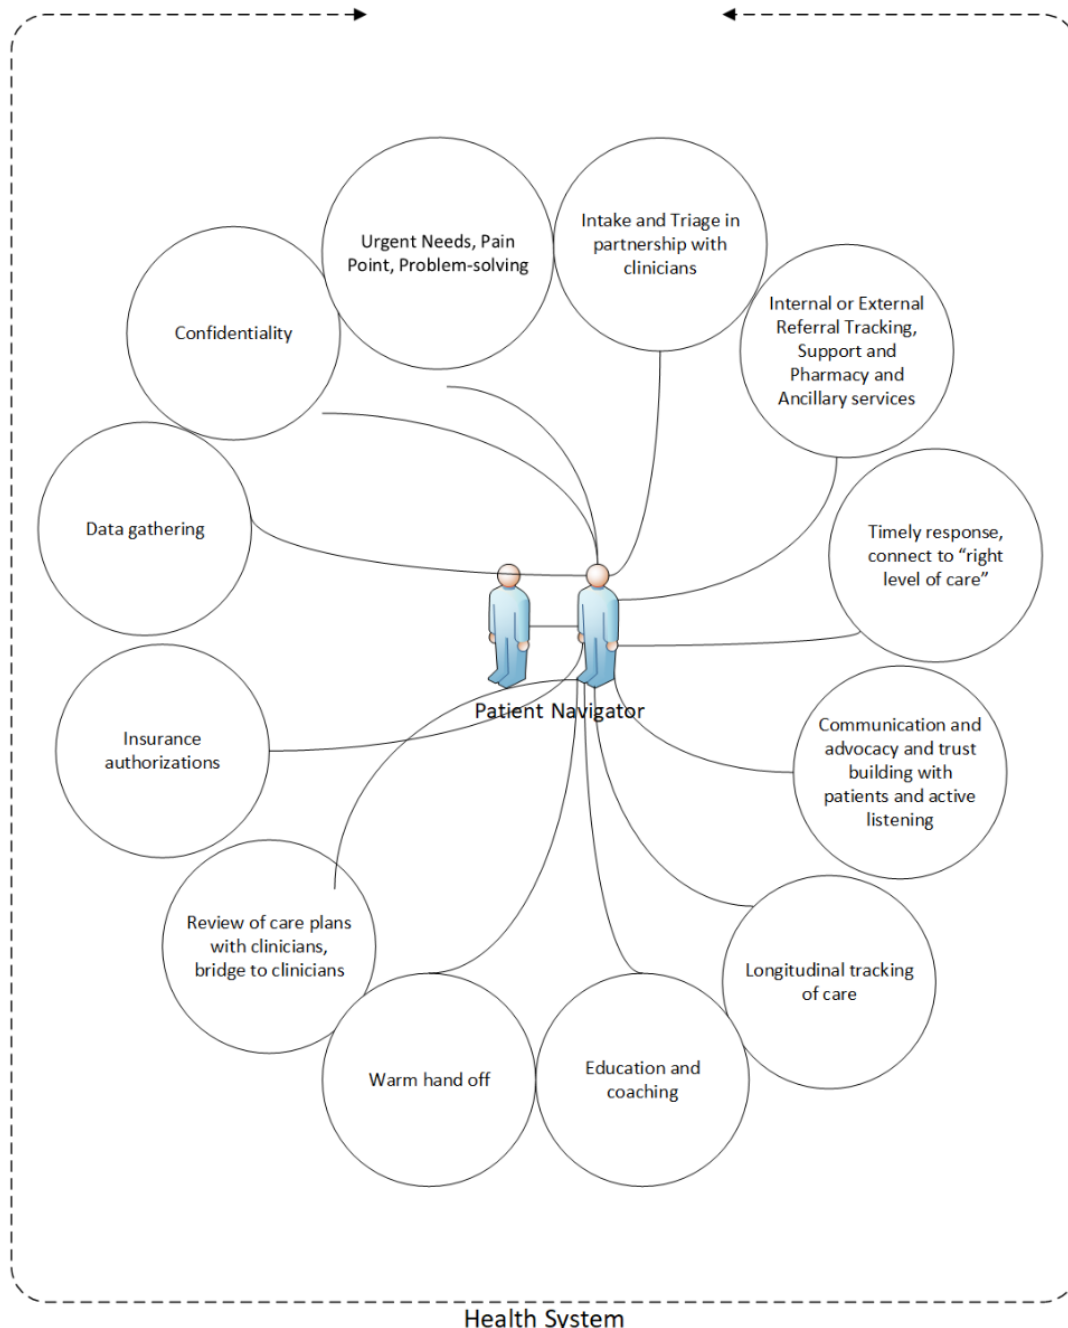 Urgent Needs, Pain
Point, Problem-solving
Intake and Triage in
partnership with
clinicians
Confidentiality
Internal or External
Referral Tracking,
Support and
Pharmacy and
Ancillary services
Data gathering
Timely response,
connect to “right
level of care”
Patient Navigator
Insurance
authorizations
Communication and
advocacy and trust
building with
patients and active
listening
Review of care plans
with clinicians,
bridge to clinicians
Longitudinal tracking
of care
Warm hand off
Education and
coaching
Health System